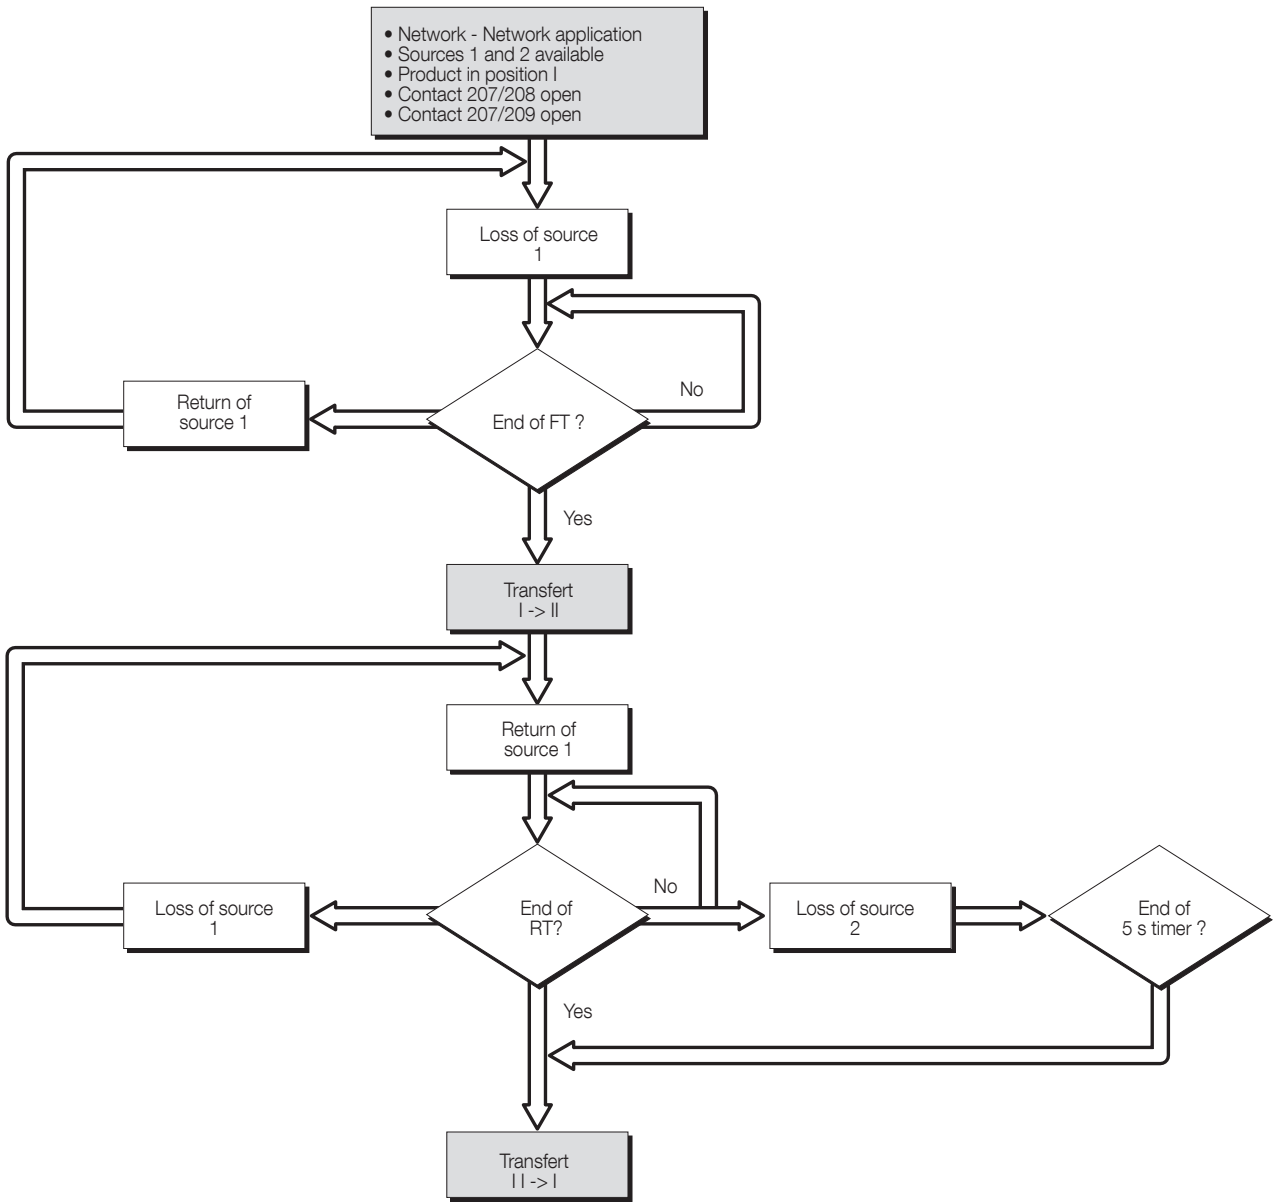 • Network - Network application
• Sources 1 and 2 available
• Product in position I
• Contact 207/208 open
• Contact 207/209 open
Loss of source
1
No
Return of
source 1
End of FT ?
Yes
Transfert
I -> II
Return of
source 1
No
Loss of source
1
End of
RT?
Loss of source
2
End of
5 s timer ?
Yes
Transfert
I I -> I